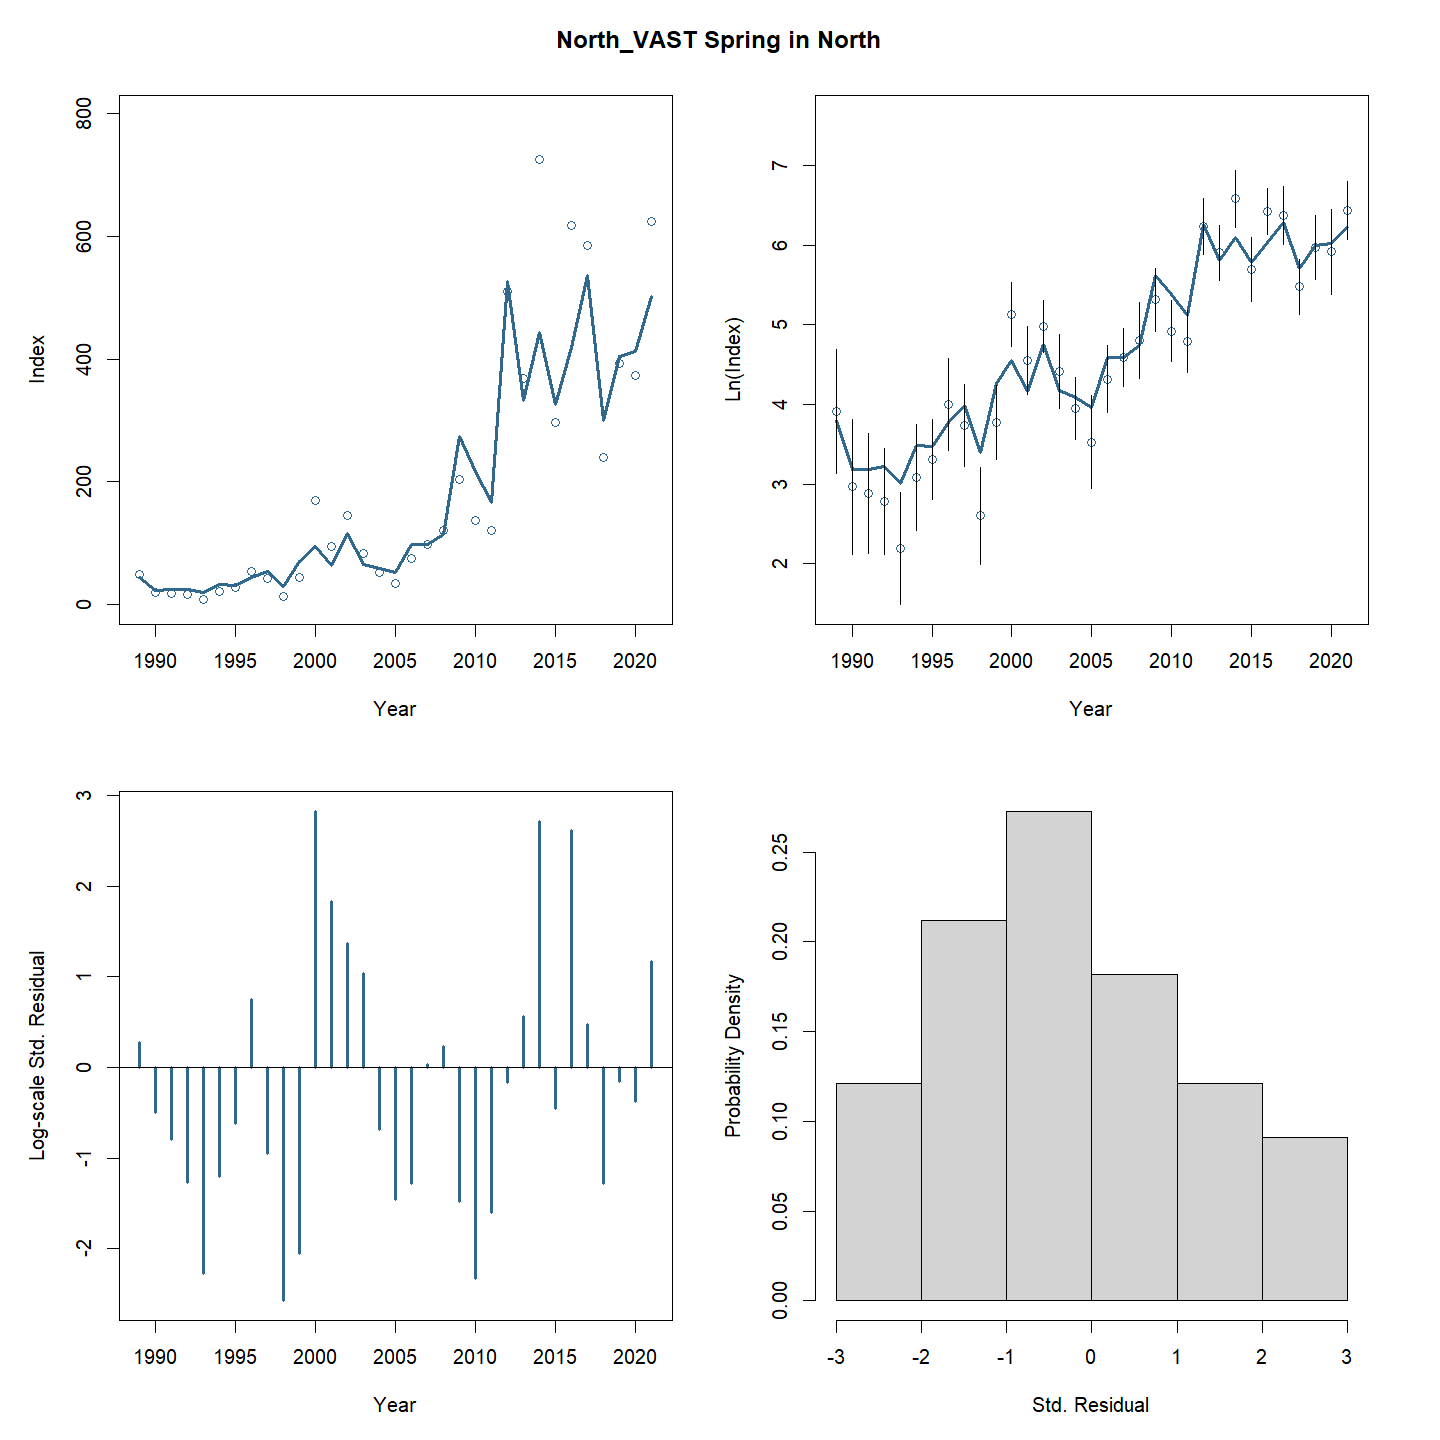 North_VAST Spring in North
Index
0 200 400 600 800
1990 1995 2000 2005 2010 2015 2020
Year
Ln(Index)
2 3 4 5 6 7
1990 1995 2000 2005 2010 2015 2020
Year
Log-scale Std. Residual
-2 -1 0 1 2 3
1990 1995 2000 2005 2010 2015 2020
Year
Probability Density
0.00 0.05 0.10 0.15 0.20 0.25
-3 -2 -1 0 1 2 3
Std. Residual